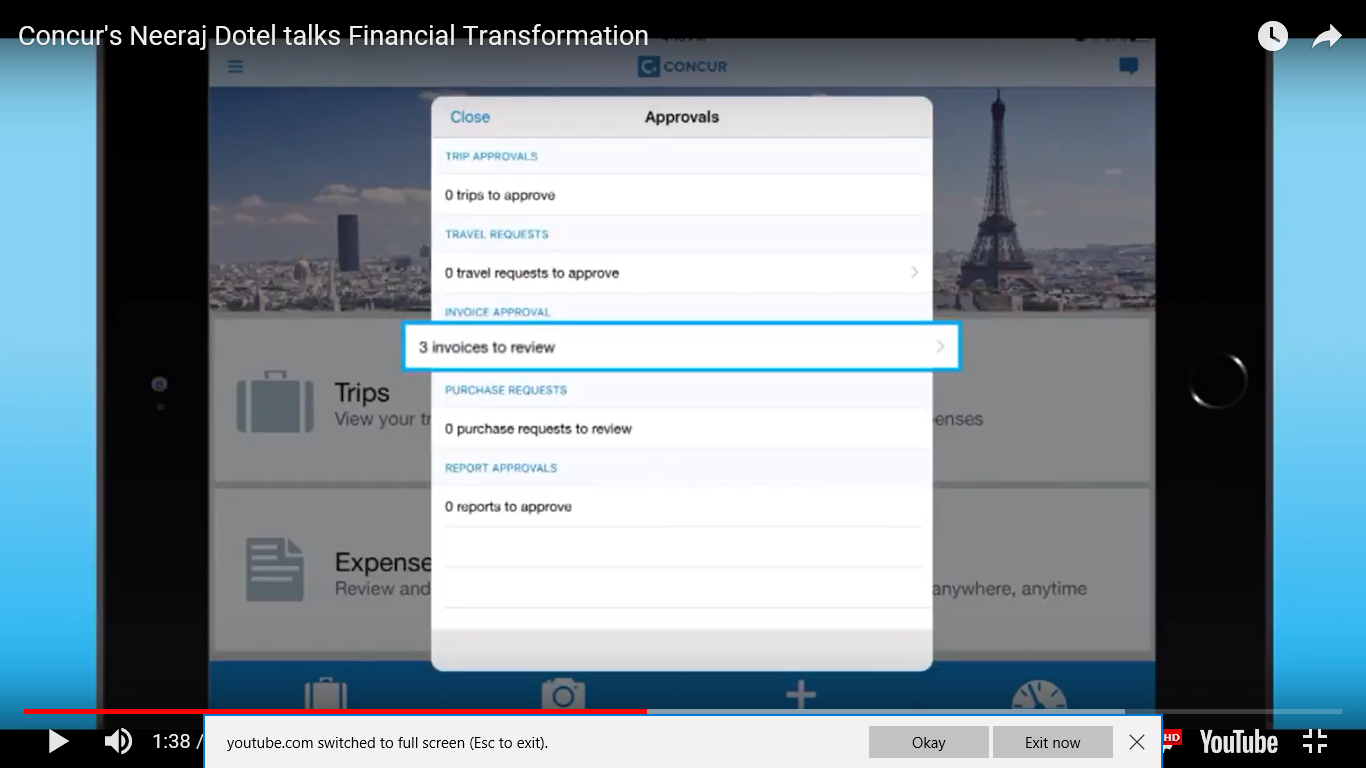 Concur's Neeraj Dotel talks Financial Transformation
CONCUR
Close
Approvals
TRIP APPROVALS
0 trips to approve
TRAVEL REQUESTS
0 travel requests to approve
INVOICE APPROVAL
3 invoices to review
PURCHASE REQUESTS
0 purchase requests to review
REPORT APPROVALS
0 reports to approve
Trips
View your
Expense
Review and
anywhere, anytime
1:38 /
youtube.com switched to full screen (Esc to exit).
Okay
Exit now
HD
YouTube